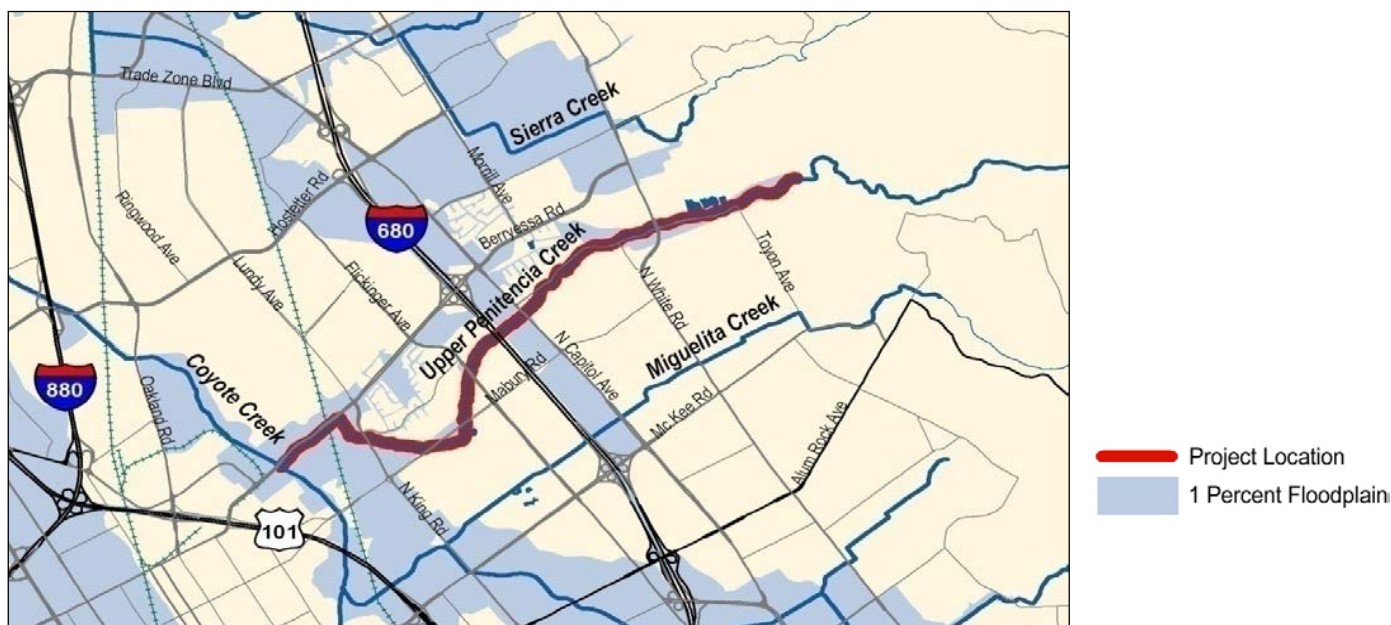 Trade Zone Blvd
Sierra Creek
Morrill Ave
Hostetter Rd
Ringwood Ave
680
Berryessa Rd
Lundy Ave
Flickinger Ave
Upper Penitencia Creek
Toyon Ave
N White Rd
Miguelita Creek
N Capitol Ave
Coyote Creek
Mabury Rd
880
Oakland Rd
Mc Kee Rd
Alum Rock Ave
N King Rd
101
Project Location
1 Percent Floodplain